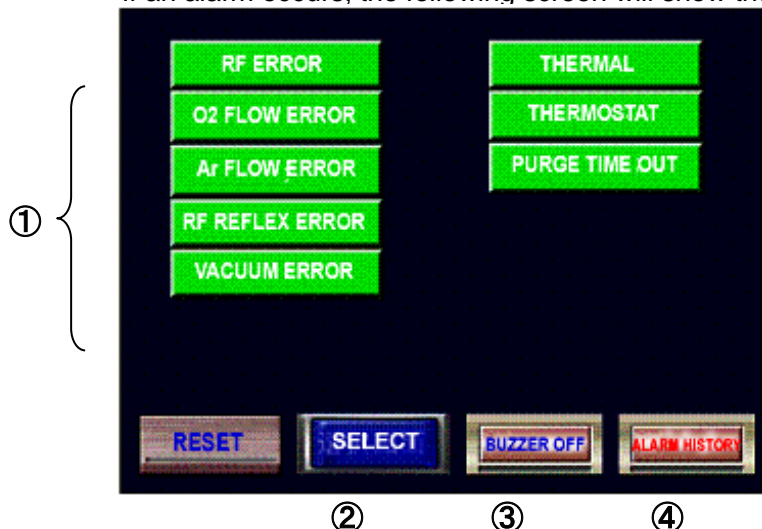 If an alarm occurs, the following screen will show the
RF ERROR
O2 FLOW ERROR
Ar FLOW ERROR
RF REFLEX ERROR
VACUUM ERROR
THERMAL
THERMOSTAT
PURGE TIME OUT
①
RESET
SELECT
BUZZER OFF
ALARM HISTORY
② ③ ④